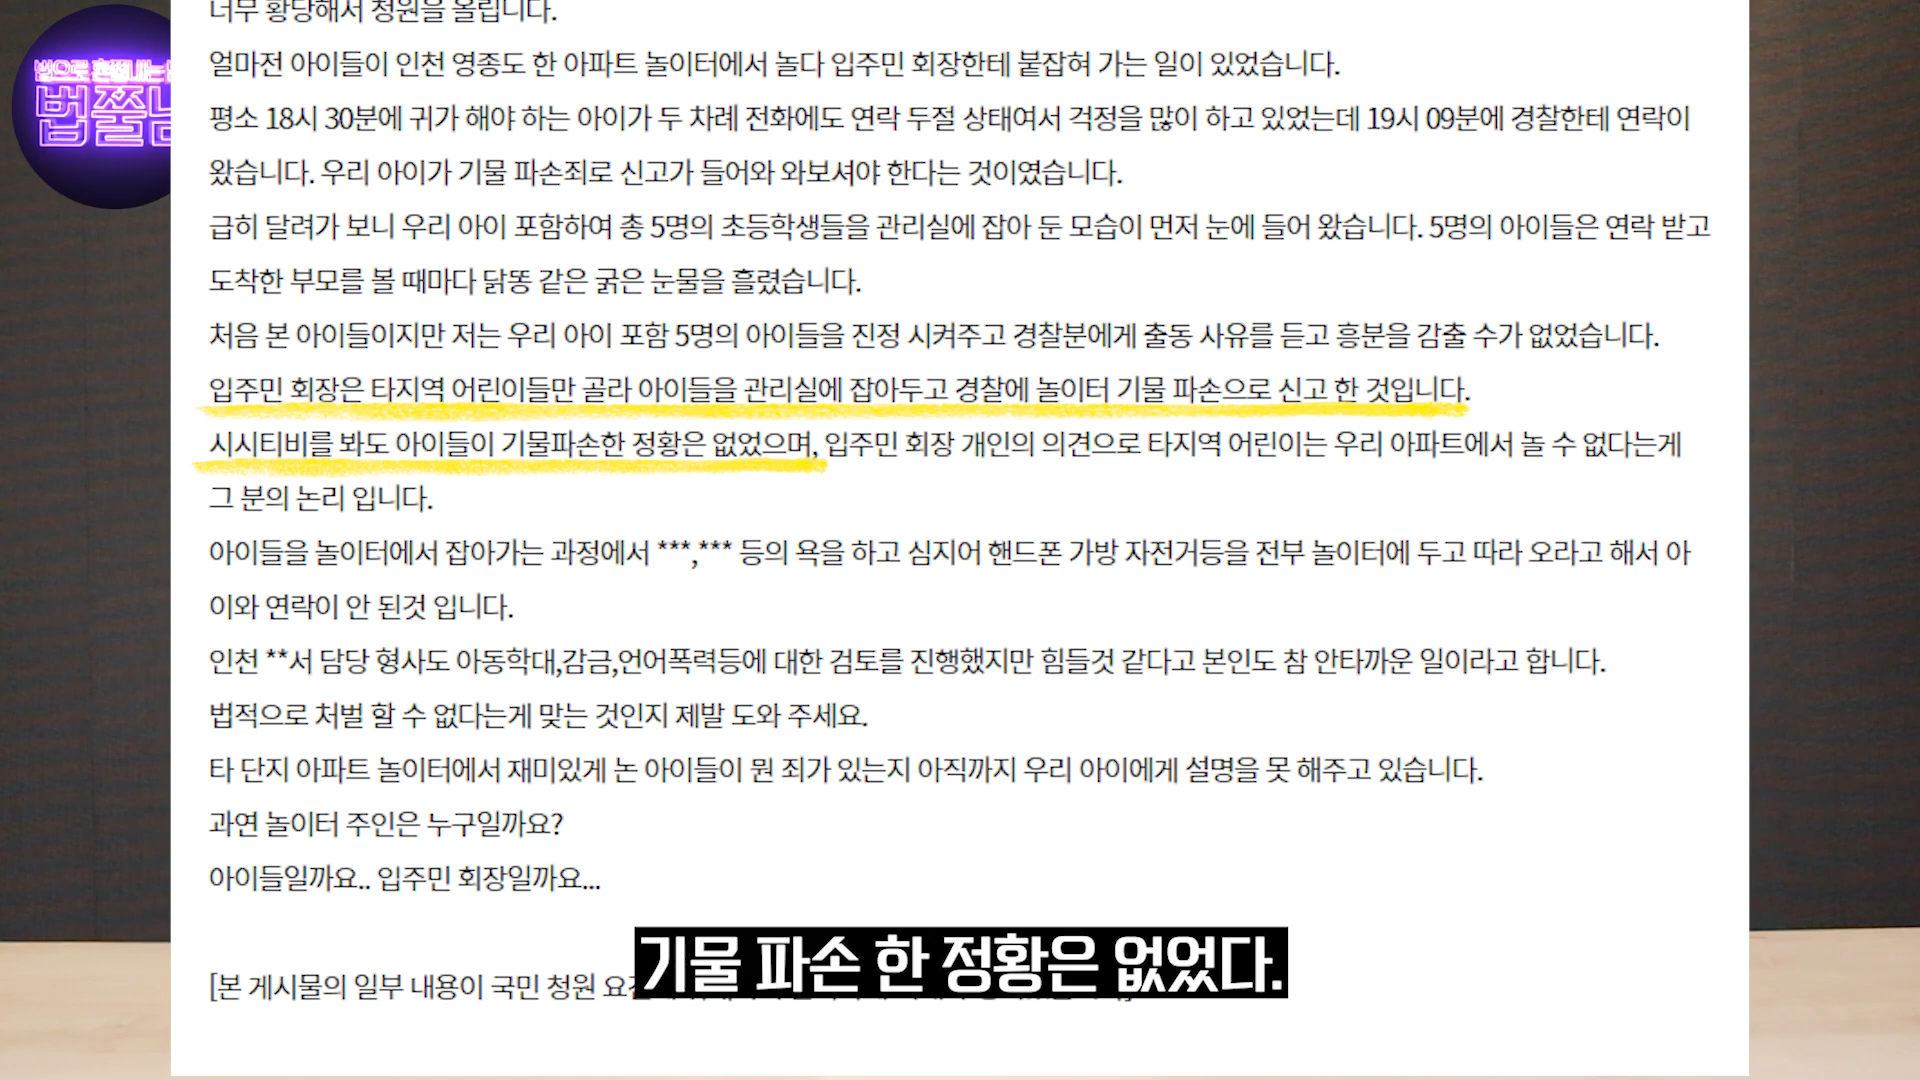 너무 황당해서 청원을 올립니다.
얼마전 아이들이 인천 영종도 한 아파트 놀이터에서 놀다 입주민 회장한테 붙잡혀 가는 일이 있었습니다.
평소 18시 30분에 귀가 해야 하는 아이가 두 차례 전화에도 연락 두절 상태여서 걱정을 많이 하고 있었는데 19시 09분에 경찰한테 연락이
왔습니다. 우리 아이가 기물 파손죄로 신고가 들어와 와보셔야 한다는 것이였습니다.
급히 달려가 보니 우리 아이 포함하여 총 5명의 초등학생들을 관리실에 잡아 둔 모습이 먼저 눈에 들어 왔습니다. 5명의 아이들은 연락 받고
도착한 부모를 볼 때마다 닭똥 같은 굵은 눈물을 흘렸습니다.
처음 본 아이들이지만 저는 우리 아이 포함 5명의 아이들을 진정 시켜주고 경찰분에게 출동 사유를 듣고 흥분을 감출 수가 없었습니다.
입주민 회장은 타지역 어린이들만 골라 아이들을 관리실에 잡아두고 경찰에 놀이터 기물 파손으로 신고 한 것입니다.
시시티비를 봐도 아이들이 기물파손한 정황은 없었으며, 입주민 회장 개인의 의견으로 타지역 어린이는 우리 아파트에서 놀 수 없다는게
그 분의 논리 입니다.
아이들을 놀이터에서 잡아가는 과정에서 ***,*** 등의 욕을 하고 심지어 핸드폰 가방 자전거등을 전부 놀이터에 두고 따라 오라고 해서 아
이와 연락이 안 된것 입니다.
인천 **서 담당 형사도 아동학대,감금,언어폭력등에 대한 검토를 진행했지만 힘들것 같다고 본인도 참 안타까운 일이라고 합니다.
법적으로 처벌 할 수 없다는게 맞는 것인지 제발 도와 주세요.
타 단지 아파트 놀이터에서 재미있게 논 아이들이 뭔 죄가 있는지 아직까지 우리 아이에게 설명을 못 해주고 있습니다.
과연 놀이터 주인은 누구일까요?
아이들일까요.. 입주민 회장일까요...
[본 게시물의 일부 내용이 국민 청원
기물 파손 한 정황은 없었다.